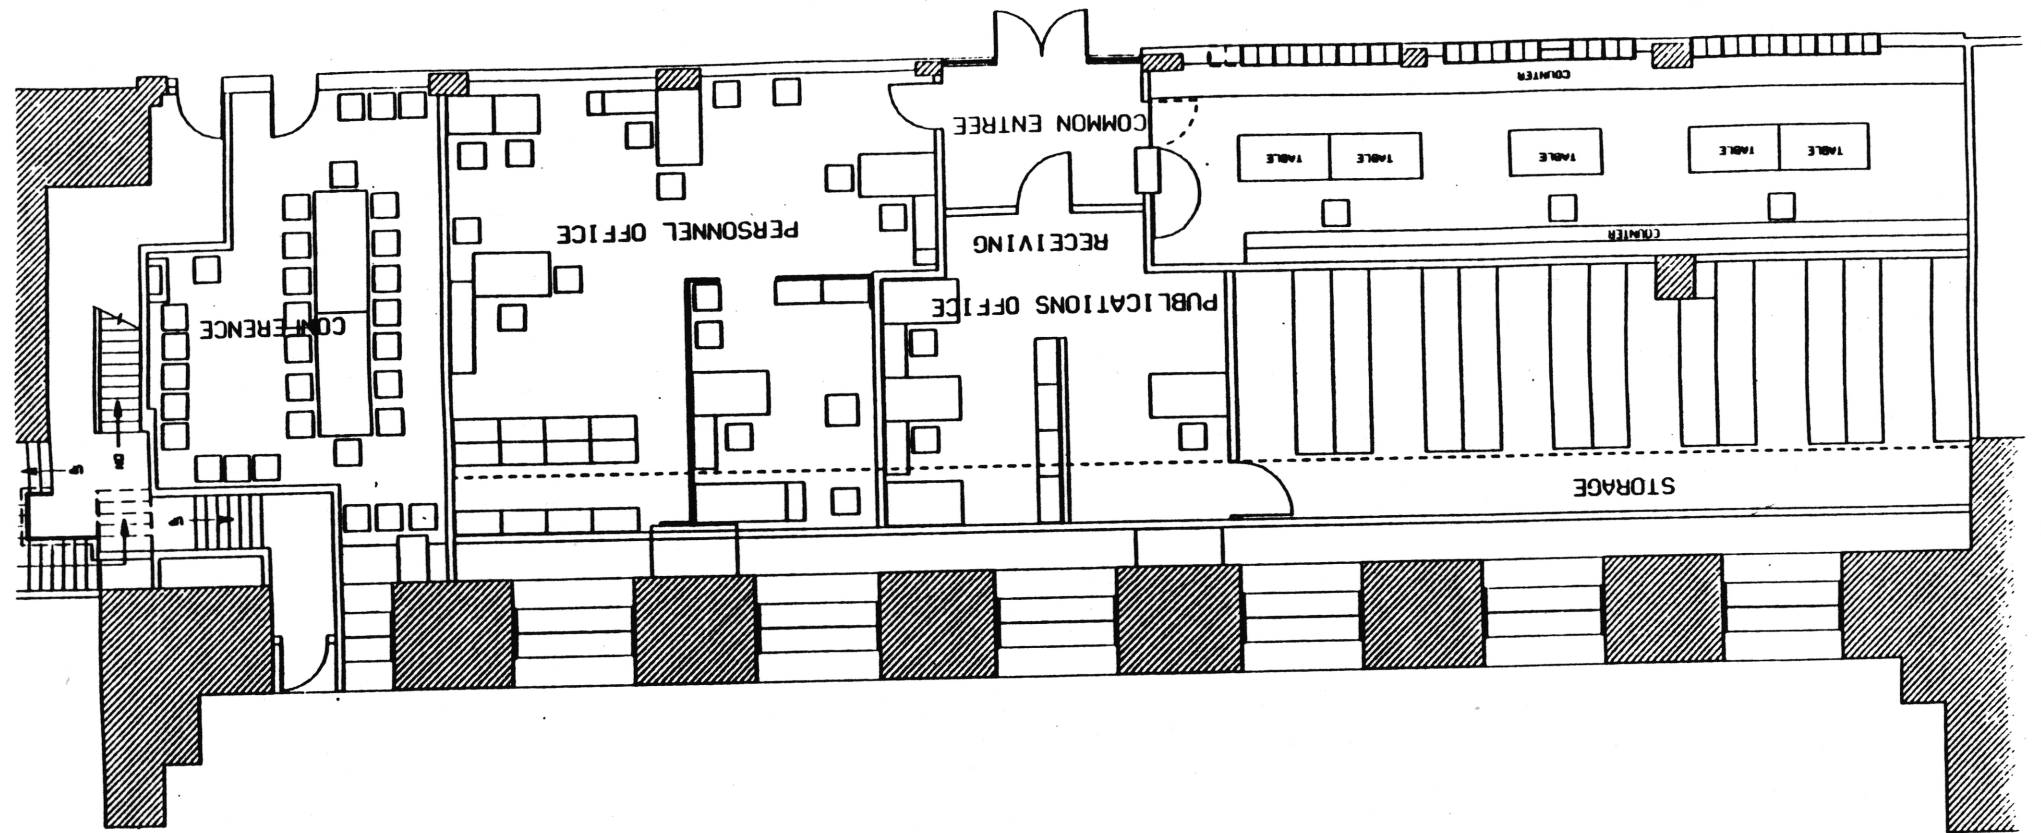 STORAGE
UP
DN
UP
CONFERENCE
PUBLICATIONS OFFICE
RECEIVING
PERSONNEL OFFICE
COUNTER
TABLE
TABLE
TABLE
TABLE
TABLE
COMMON ENTREE
COUNTER